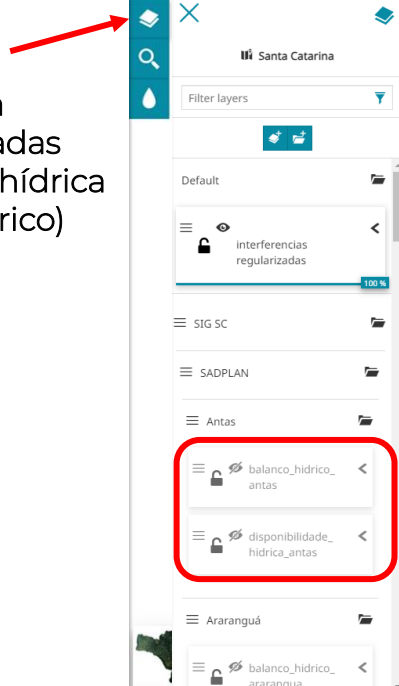 Santa Catarina
Filter layers
adas
hídrica
rico)
Default
interferencias
regularizadas
100 %
SIG SC
SADPLAN
Antas
balanco_hidrico_
antas
disponibilidade_
hidrica_antas
Araranguá
balanco_hidrico_
ararangua